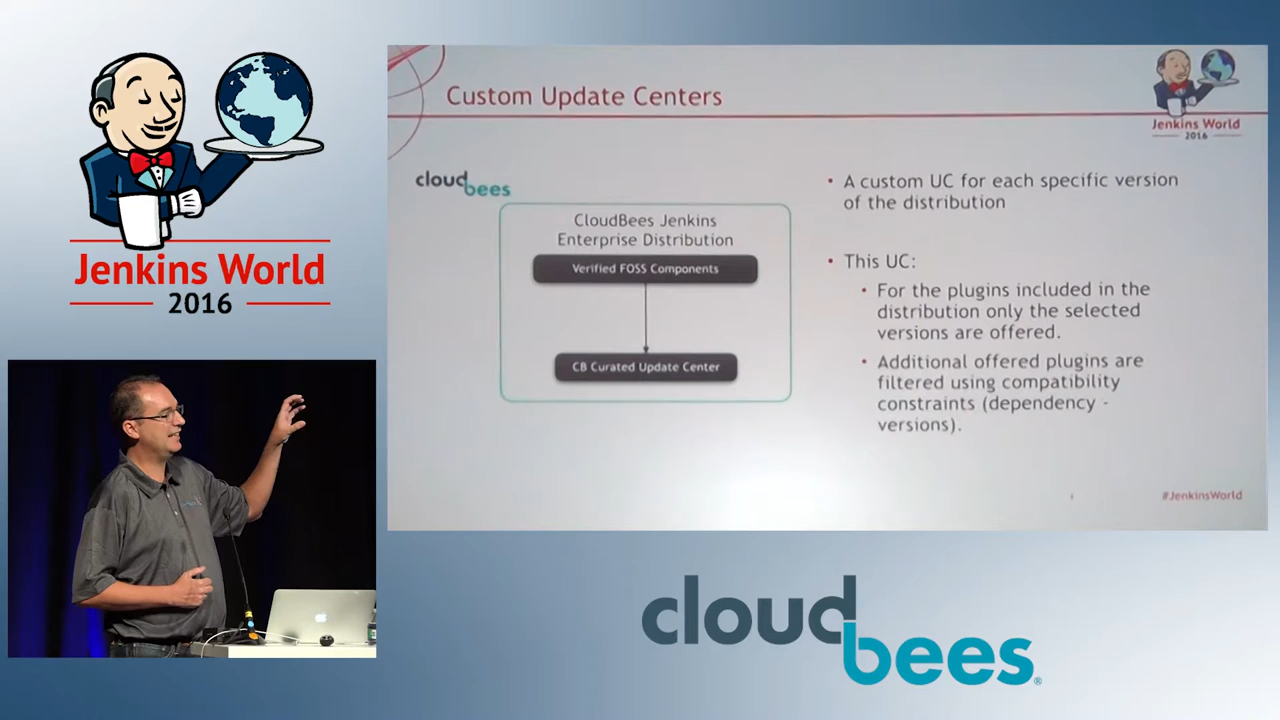 Jenkins World
2016
Custom Update Centers
Jenkins World
2016
cloudbees
CloudBees Jenkins
Enterprise Distribution
Verified FOSS Components
CB Curated Update Center
• A custom UC for each specific version
of the distribution
• This UC:
• For the plugins included in the
distribution only the selected
versions are offered.
• Additional offered plugins are
filtered using compatibility
constraints (dependency -
versions).
#JenkinsWorld
cloudbees®